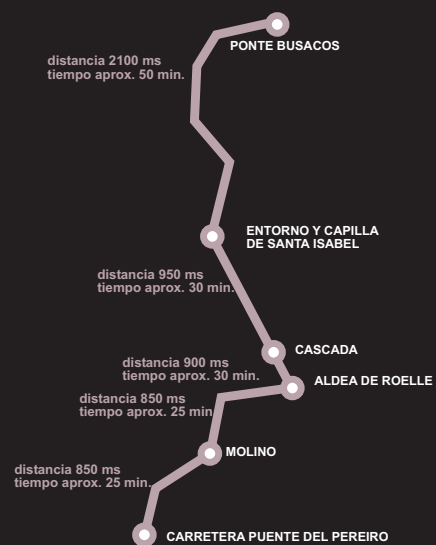 PONTE BUSACOS
distancia 2100 ms
tiempo aprox. 50 min.
ENTORNO Y CAPILLA
DE SANTA ISABEL
distancia 950 ms
tiempo aprox. 30 min.
CASCADA
distancia 900 ms
tiempo aprox. 30 min.
ALDEA DE ROELLE
distancia 850 ms
tiempo aprox. 25 min
MOLINO
distancia 850 ms
tiempo aprox. 25 min.
CARRETERA PUENTE DEL PEREIRO